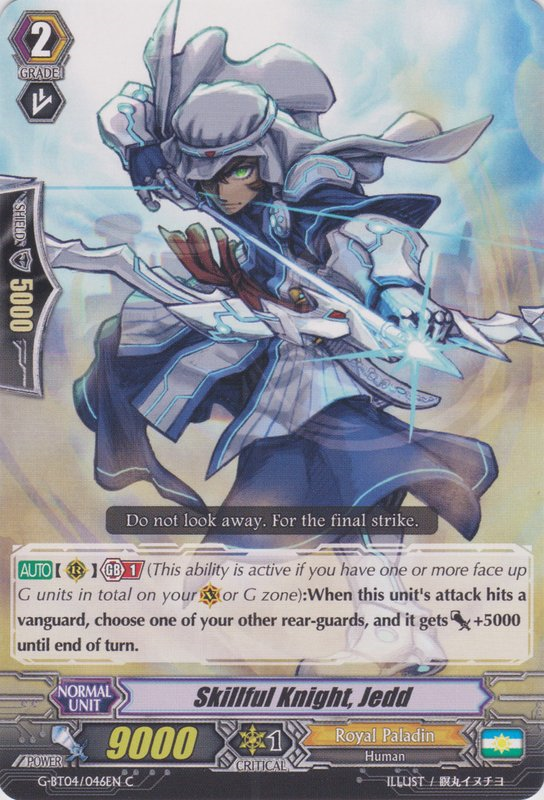 2
GRADE
SHIELD
5000
Do not look away. For the final strike.
AUTO【 R 】 GB 1 (This ability is active if you have one or more face up
G units in total on your V or G zone):When this unit's attack hits a
vanguard, choose one of your other rear-guards, and it gets +5000
until end of turn.
NORMAL
UNIT
Skillful Knight, Jedd
POWER
9000
1
CRITICAL
Royal Paladin
Human
G-BT04/046EN C
ILLUST / 獏丸イヌチヨ